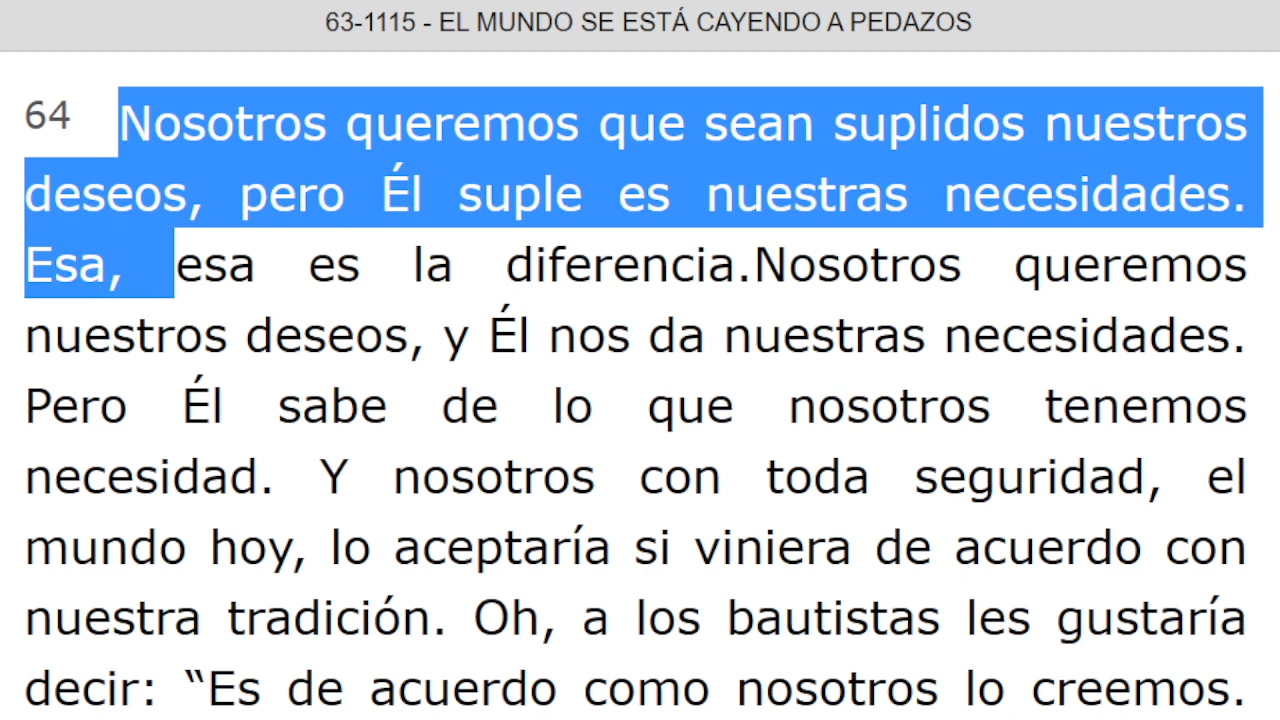 63-1115 - EL MUNDO SE ESTÁ CAYENDO A PEDAZOS
64 Nosotros queremos que sean suplidos nuestros
deseos, pero Él suple es nuestras necesidades.
Esa, esa es la diferencia.Nosotros queremos
nuestros deseos, y Él nos da nuestras necesidades.
Pero Él sabe de lo que nosotros tenemos
necesidad. Y nosotros con toda seguridad, el
mundo hoy, lo aceptaría si viniera de acuerdo con
nuestra tradición. Oh, a los bautistas les gustaría
decir: “Es de acuerdo como nosotros lo creemos.